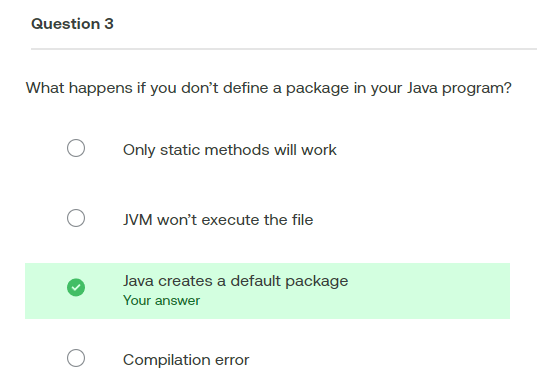 Question 3
What happens if you don't define a package in your Java program?
Only static methods will work
JVM won't execute the file
Java creates a default package
Your answer
Compilation error